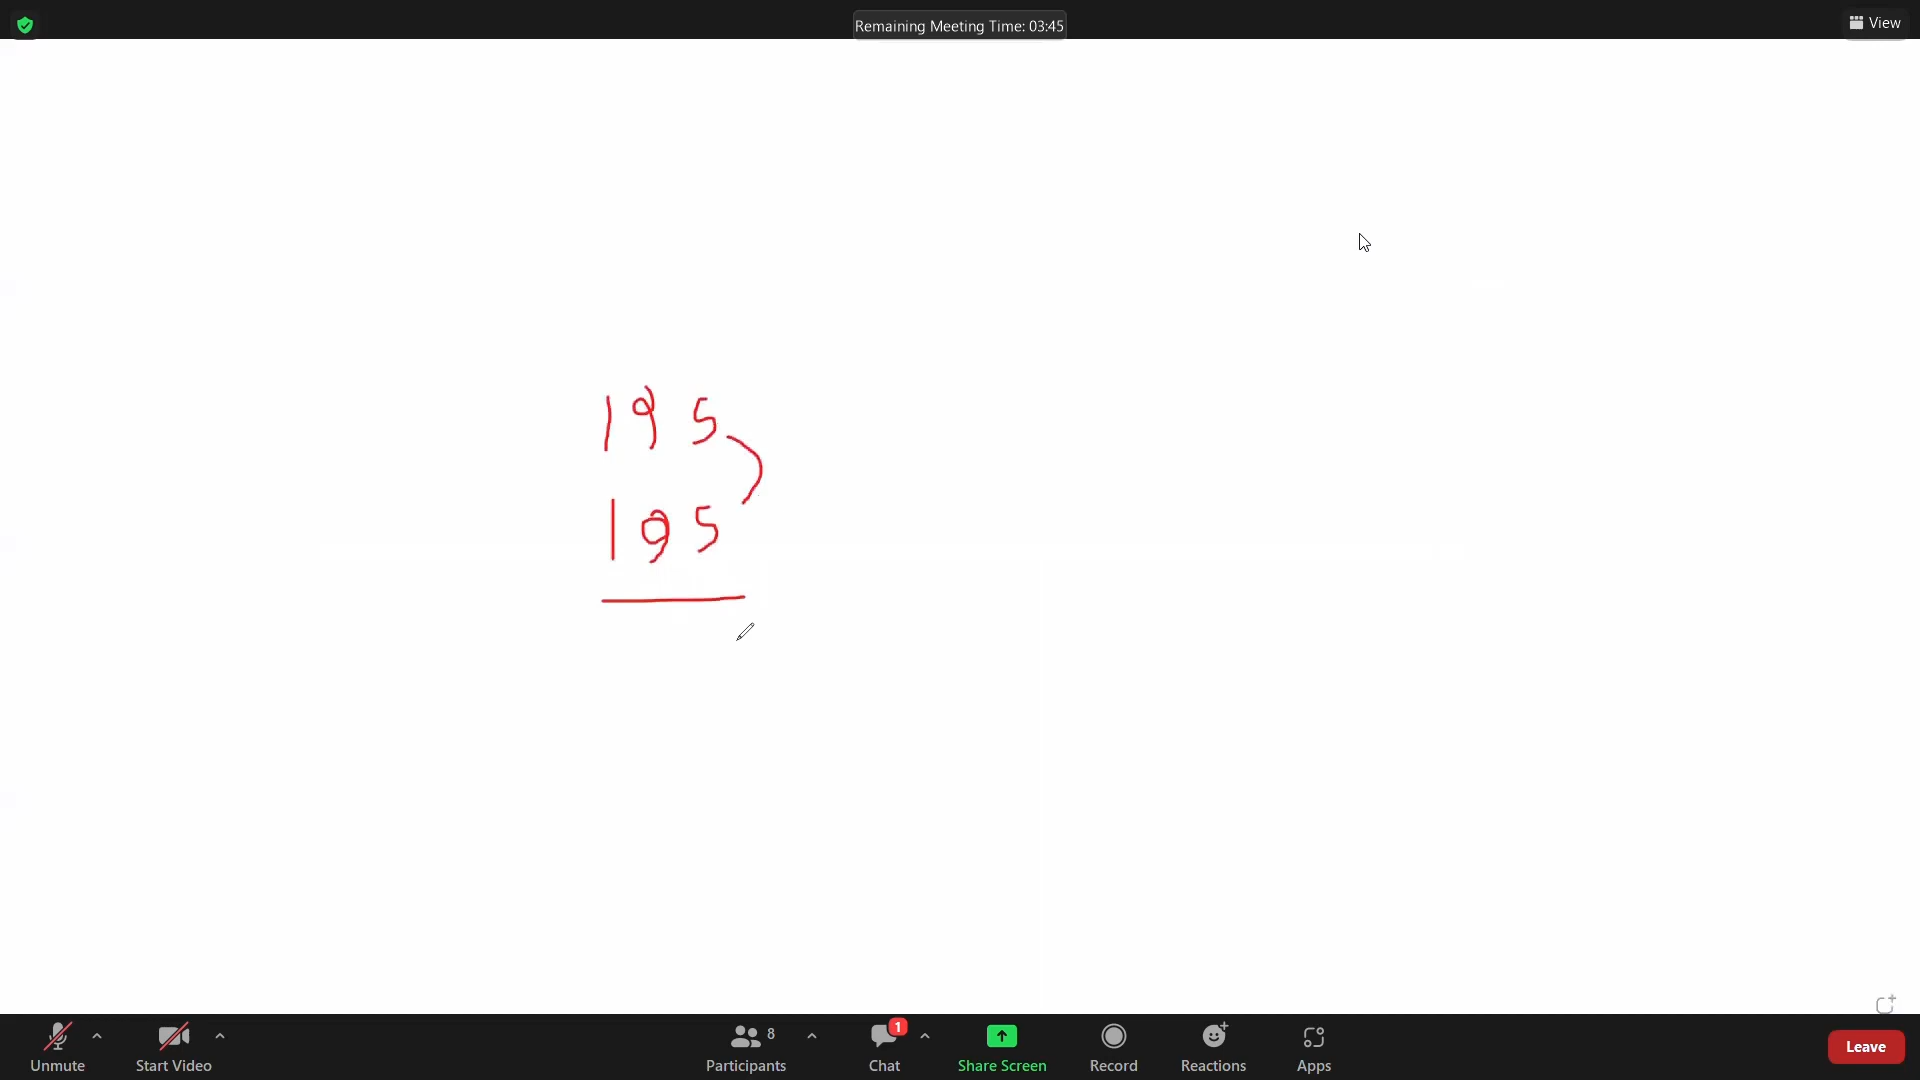 Remaining Meeting Time: 03:45
View
195
195
Unmute
Start Video
8
Participants
1
Chat
Share Screen
Record
Reactions
Apps
Leave